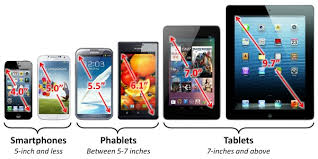 4.0"
5.0"
5.5"
6.1"
7.0"
9.7"
Smartphones
5-inch and less
Phablets
Between 5-7 inches
Tablets
7-inches and above